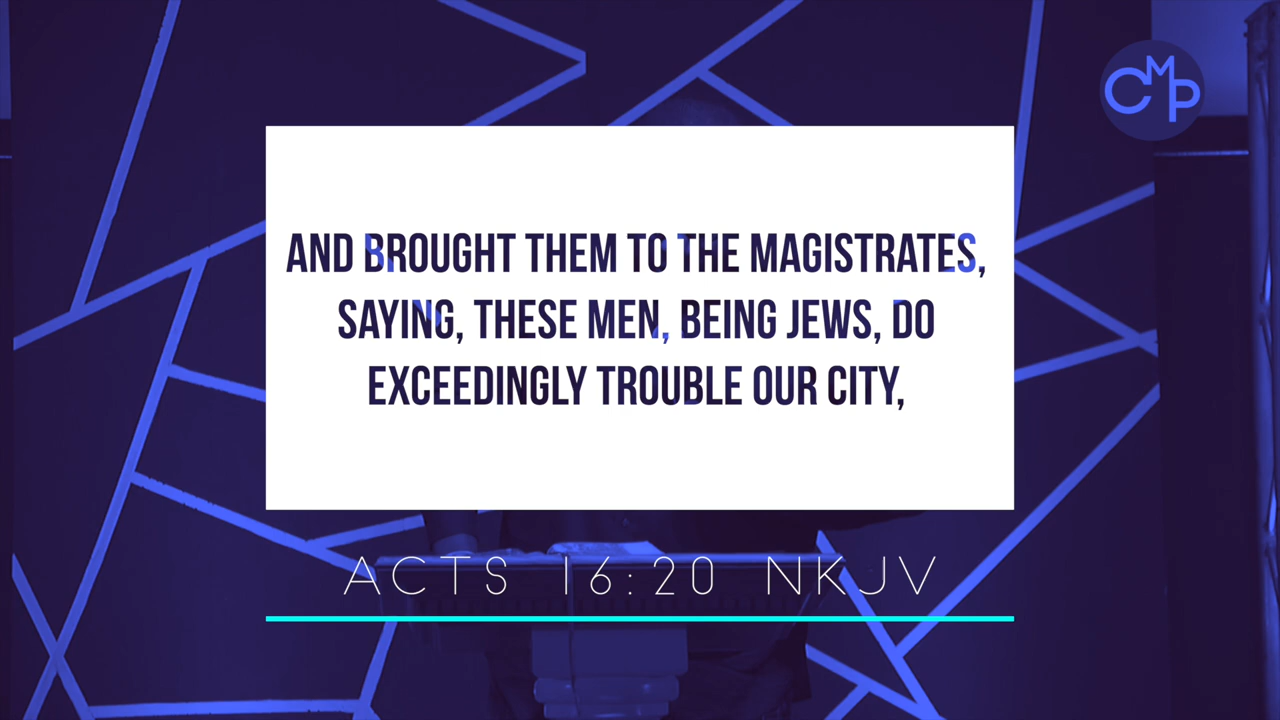 CMP
AND BROUGHT THEM TO THE MAGISTRATES,
SAYING, THESE MEN, BEING JEWS, DO
EXCEEDINGLY TROUBLE OUR CITY,
ACTS 16:20 NKJV